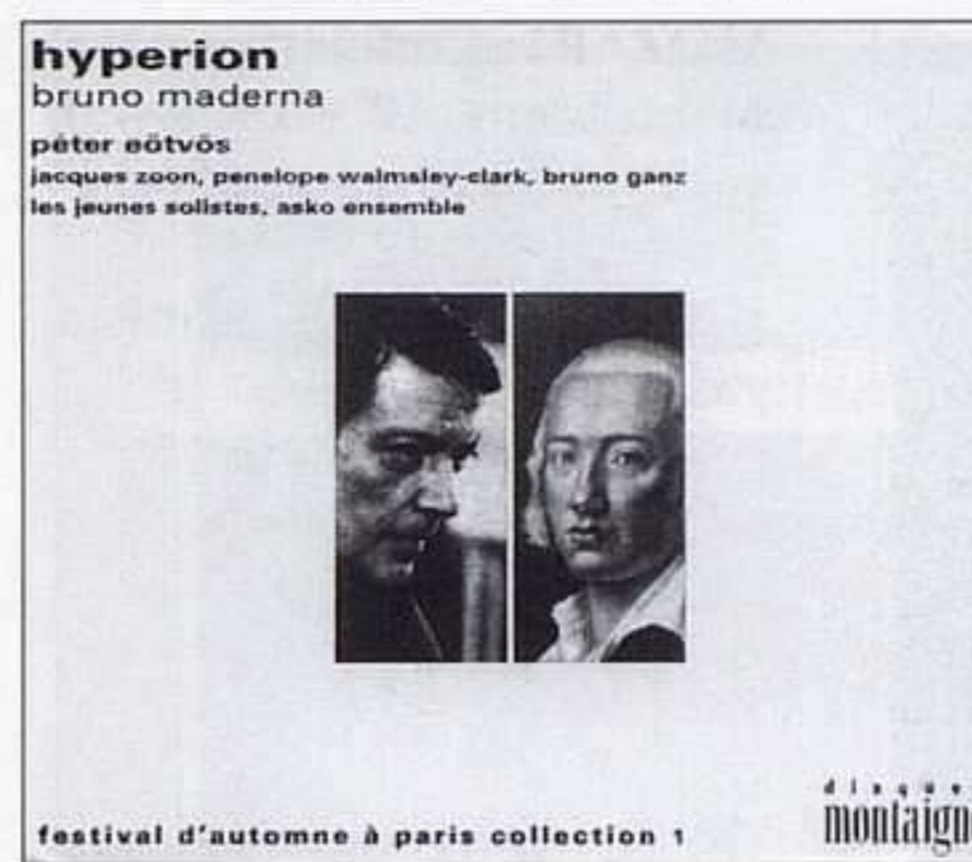 hyperion
bruno maderna
péter eötvös
jacques zoon, penelope walmsley-clark, bruno ganz
les jeunes solistes, asko ensemble
festival d'automne à paris collection 1
disque
montaign